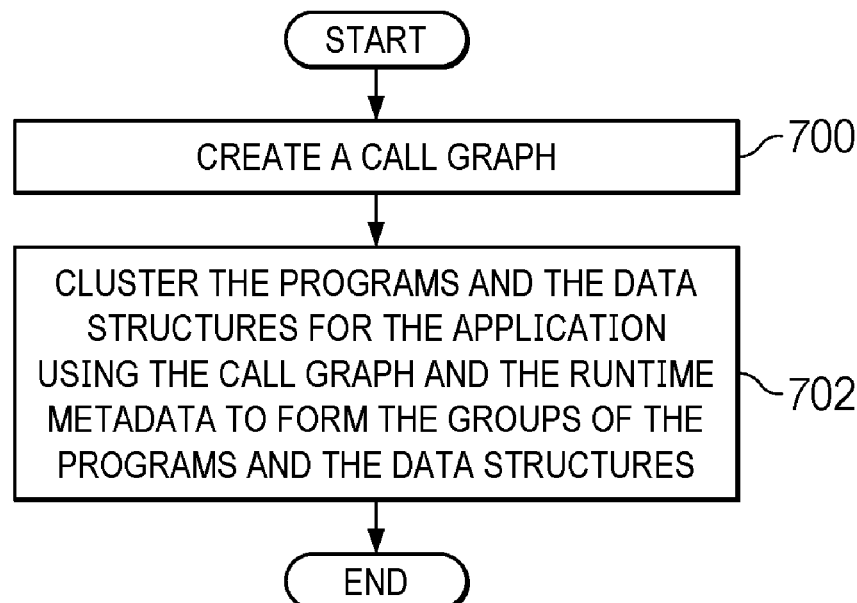 START
CREATE A CALL GRAPH
700
CLUSTER THE PROGRAMS AND THE DATA
STRUCTURES FOR THE APPLICATION
USING THE CALL GRAPH AND THE RUNTIME
METADATA TO FORM THE GROUPS OF THE
PROGRAMS AND THE DATA STRUCTURES
702
END